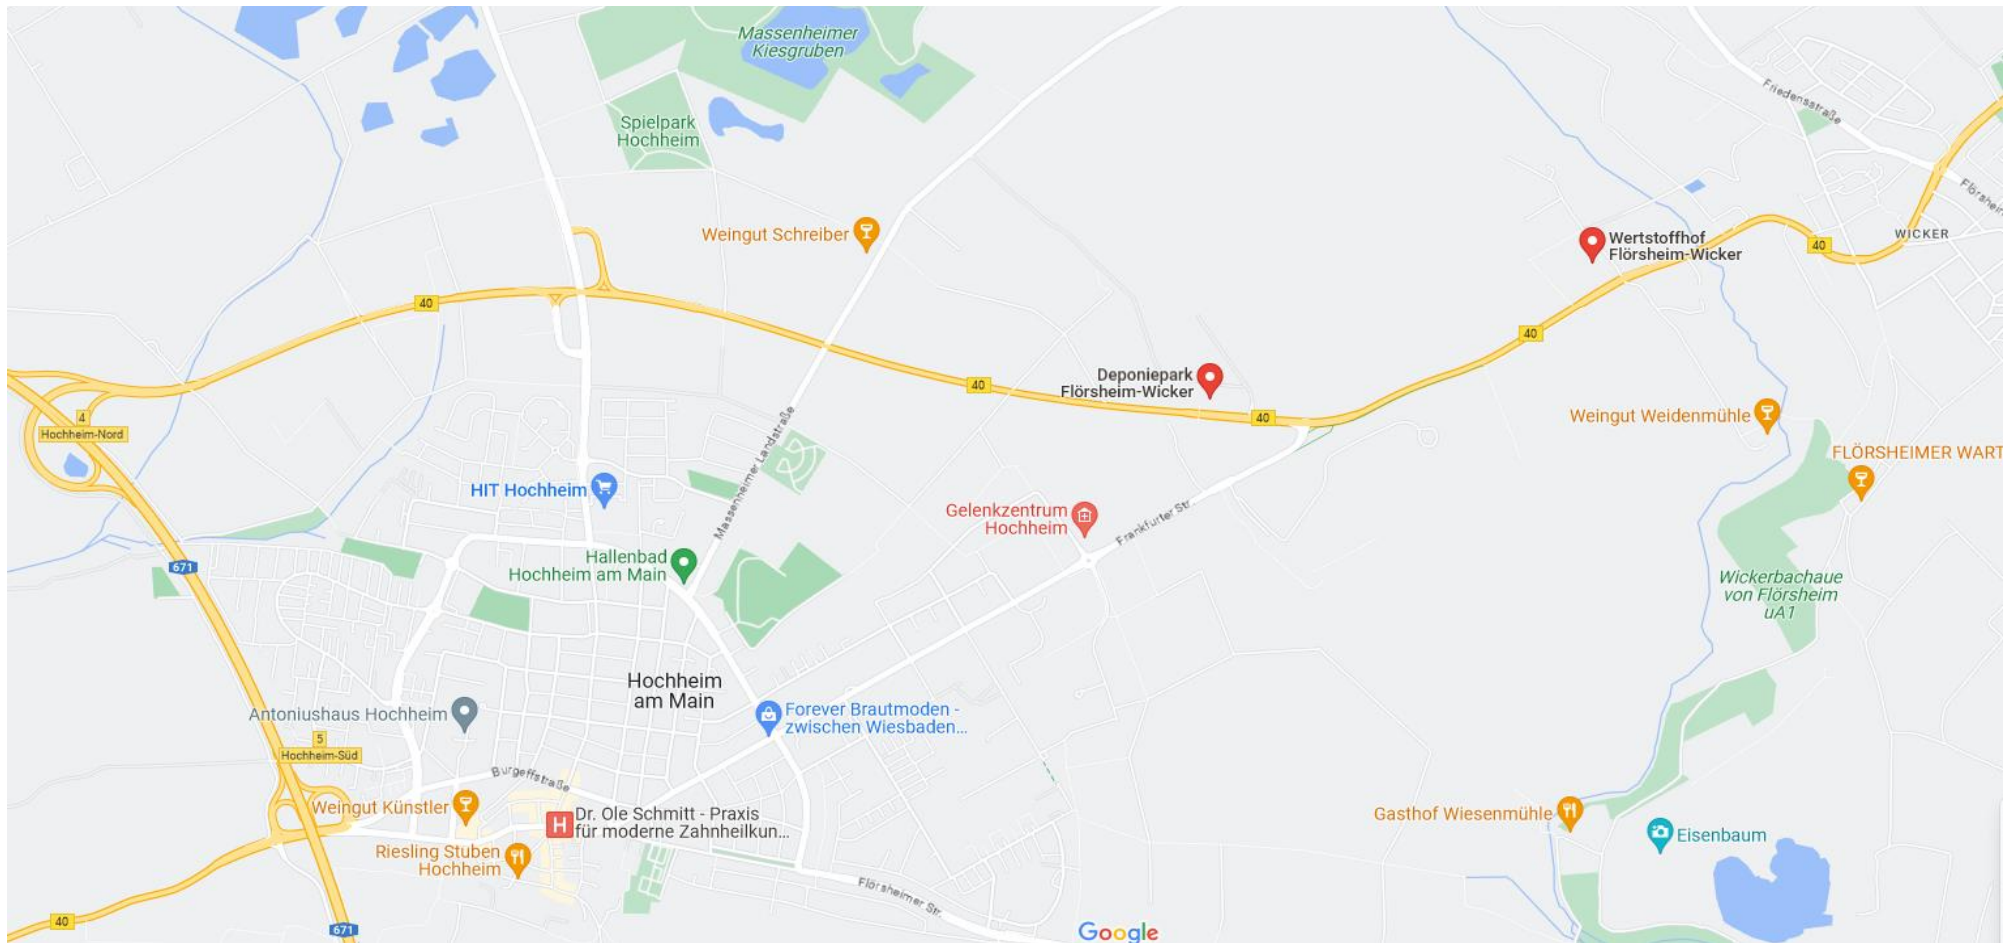 Massenheimer
Kiesgruben
Friedensstraße
Spielpark
Hochheim
Flörsheim
Weingut Schreiber
Wertstoffhof
Flörsheim-Wicker
WICKER
40
40
40
Deponiepark
Flörsheim-Wicker
40
40
4
Hochheim-Nord
Weingut Weidenmühle
FLÖRSHEIMER WART
Massenheimer Landstraße
HIT Hochheim
Gelenkzentrum
Hochheim
Frankfurter Str.
Hallenbad
Hochheim am Main
671
Wickerbachaue
von Flörsheim
uA1
Hochheim
am Main
Antoniushaus Hochheim
Forever Brautmoden -
zwischen Wiesbaden...
5
Hochheim-Süd
Burgeffstraße
Weingut Künstler
H
Dr. Ole Schmitt - Praxis
für moderne Zahnheilkun...
Gasthof Wiesenmühle
Eisenbaum
Riesling Stuben
Hochheim
Flörsheimer Str.
40
671
Google